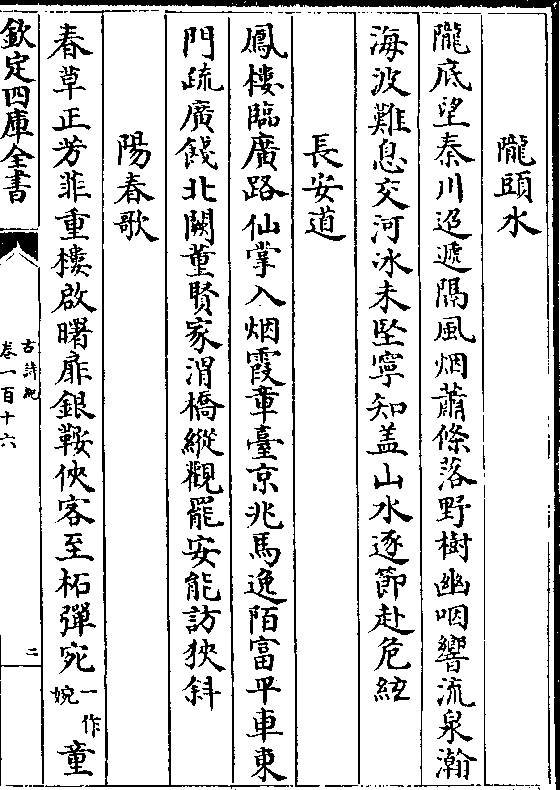 隴頭水
隴底望秦川迢遞隔風烟蕭條落野樹幽咽響流泉瀚
海波難息交河氷未堅寧知盖山水逐節赴危絃
長安道
鳳樓臨廣路仙掌入烟霞章臺京兆馬逸陌富平車東
門疏廣餞北闕董賢家渭橋縱觀罷安能訪狹斜
陽春歌
春草正芳菲重樓啟曙扉銀鞍俠客至柘彈宛一作婉童
欽定四庫全書
古詩紀
卷一百十六
二